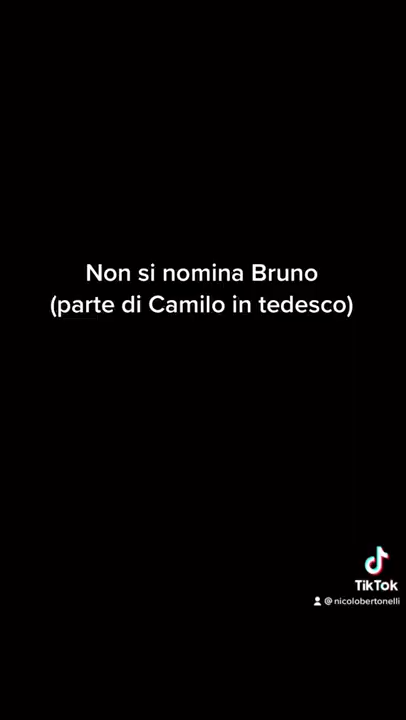 Non si nomina Bruno
(parte di Camilo in tedesco)
TikTok
@nicolobertonelli